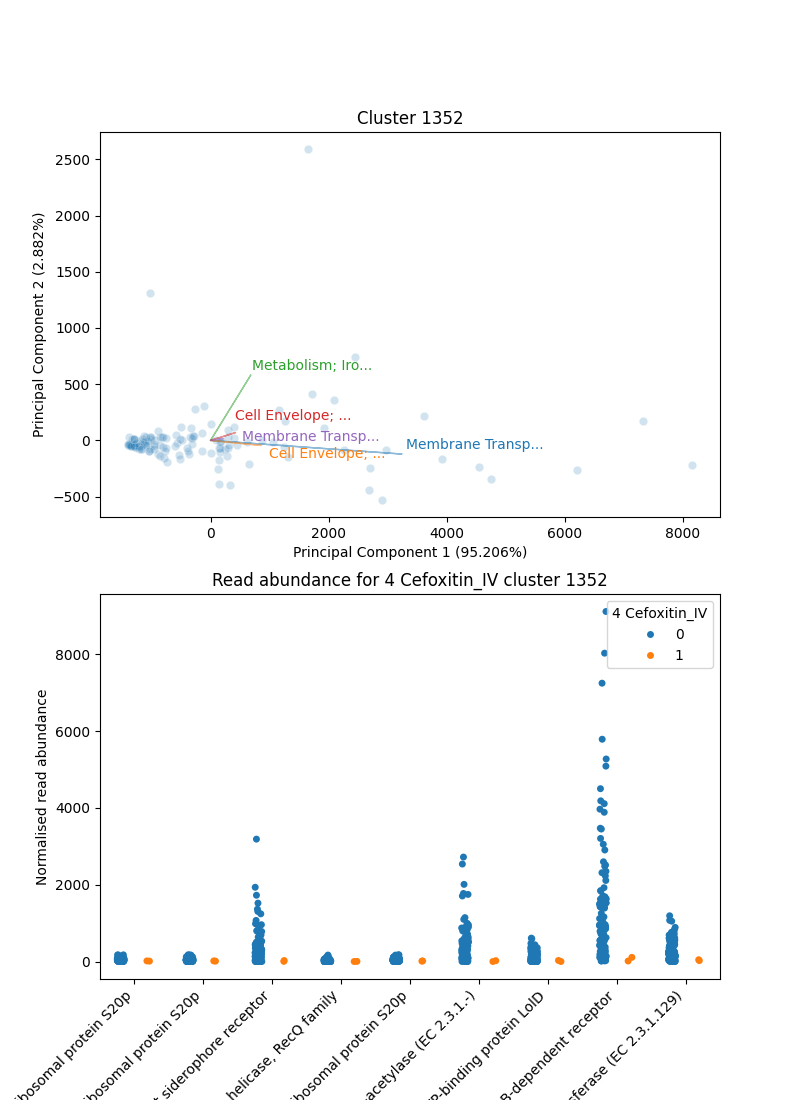 Cluster 1352
2500
2000
1500
1000
500
0
−500
Principal Component 2 (2.882%)
Metabolism; Iro...
Cell Envelope; ...
Membrane Transp...
Membrane Transp...
Cell Envelope; ...
0 2000 4000 6000 8000
Principal Component 1 (95.206%)
Read abundance for 4 Cefoxitin_IV cluster 1352
4 Cefoxitin_IV
0
1
8000
6000
4000
2000
0
Normalised read abundance
ibosomal protein S20p
ibosomal protein S20p
t siderophore receptor
helicase, RecQ family
ibosomal protein S20p
acetylase (EC 2.3.1.-)
P-binding protein LolD
B-dependent receptor
sferase (EC 2.3.1.129)